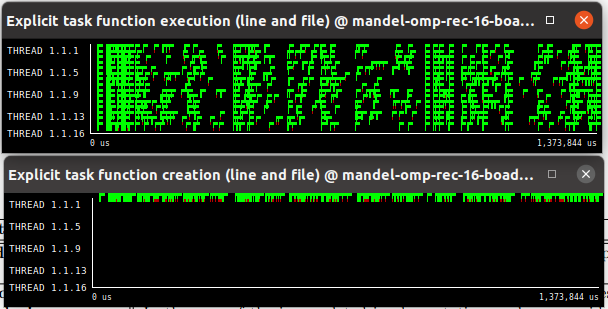 Explicit task function execution (line and file) @ mandel-omp-rec-16-boa...
THREAD 1.1.1
THREAD 1.1.5
THREAD 1.1.9
THREAD 1.1.13
THREAD 1.1.16
0 us 1,373,844 us
Explicit task function creation (line and file) @ mandel-omp-rec-16-boad...
THREAD 1.1.1
THREAD 1.1.5
THREAD 1.1.9
THREAD 1.1.13
THREAD 1.1.16
0 us 1,373,844 us